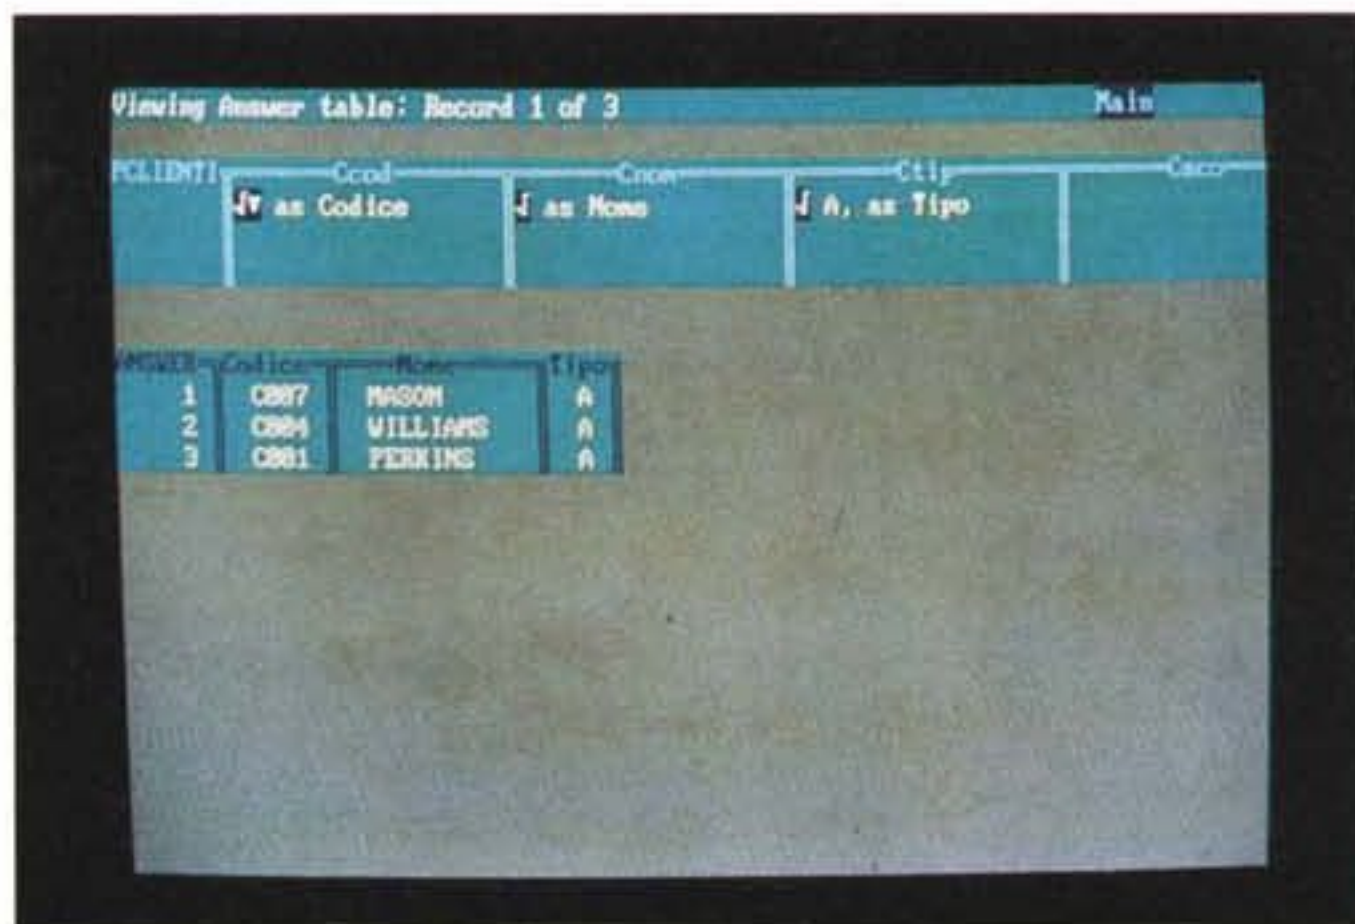 Viewing Answer table: Record 1 of 3 Main
PCLIENTI Ccod Cnom Ctip
√▼ as Codice √ as Nome √ A, as Tipo
ANSWER Codice Nome Tipo
1 C007 MASON A
2 C004 WILLIAMS A
3 C001 PERKINS A